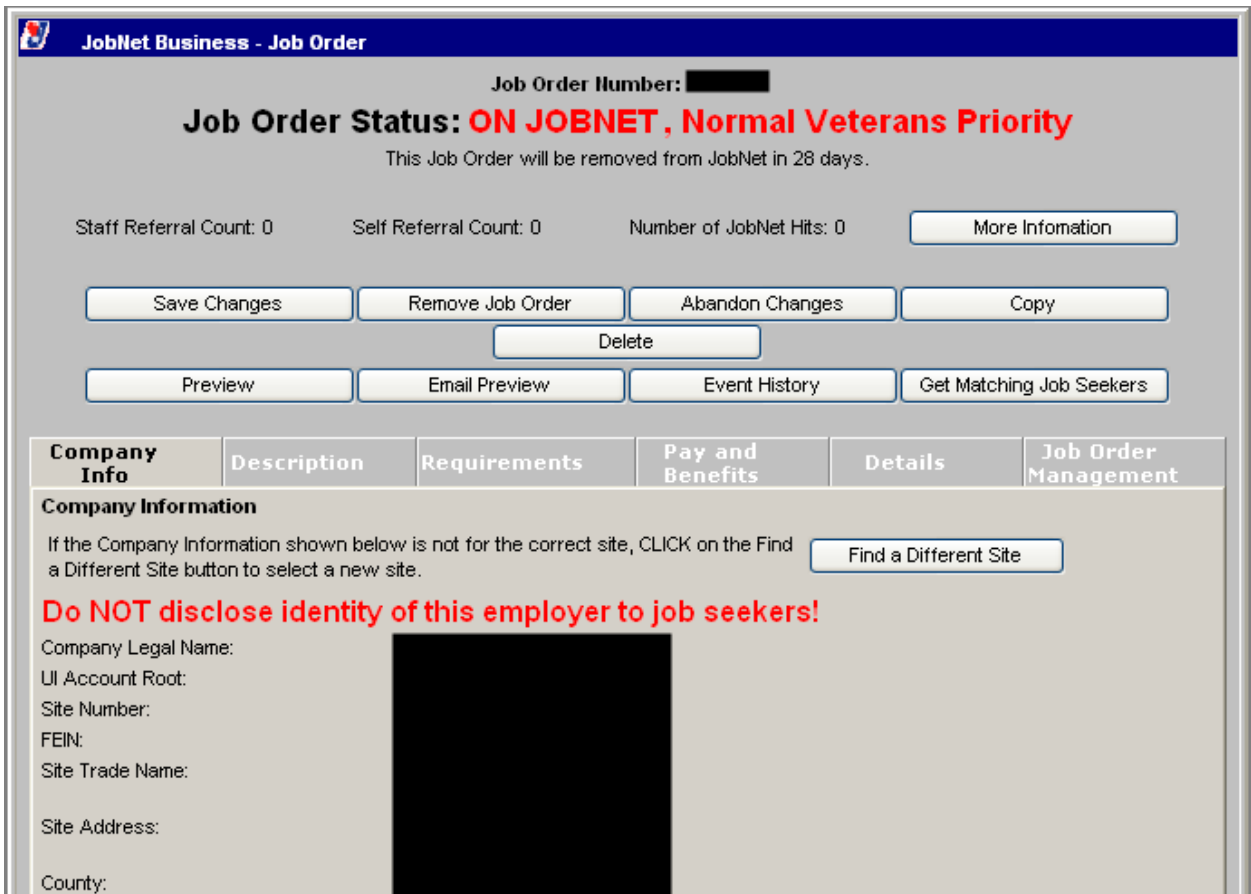 JobNet Business - Job Order
Job Order Number:
Job Order Status: ON JOBNET , Normal Veterans Priority
This Job Order will be removed from JobNet in 28 days.
Staff Referral Count: 0 Self Referral Count: 0 Number of JobNet Hits: 0 More Infomation
Save Changes Remove Job Order Abandon Changes Copy
Delete
Preview Email Preview Event History Get Matching Job Seekers
Company Info Description Requirements Pay and Benefits Details Job Order Management
Company Information
If the Company Information shown below is not for the correct site, CLICK on the Find
a Different Site button to select a new site.
Find a Different Site
Do NOT disclose identity of this employer to job seekers!
Company Legal Name:
UI Account Root:
Site Number:
FEIN:
Site Trade Name:
Site Address:
County: